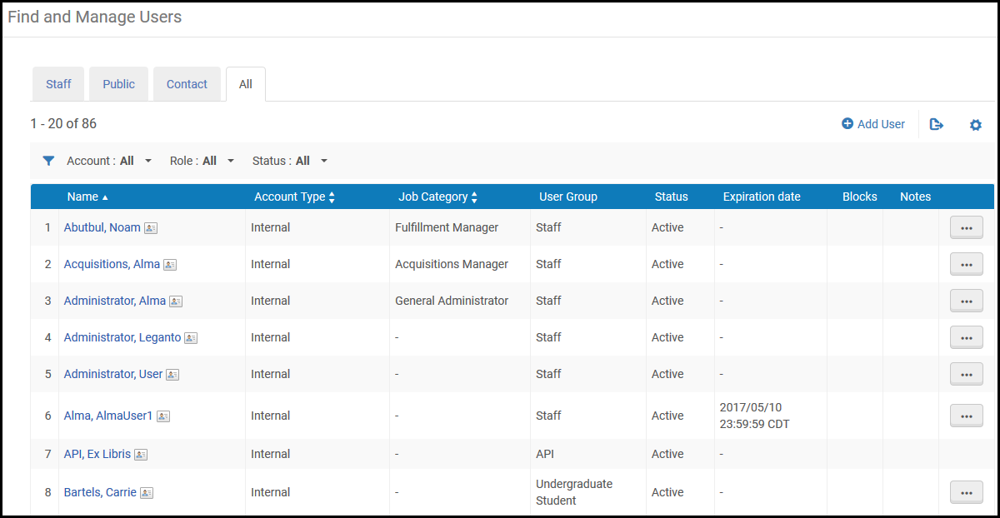 Find and Manage Users
Staff Public Contact All
1 - 20 of 86 Add User
Account : All Role : All Status : All
Name Account Type Job Category User Group Status Expiration date Blocks Notes
1 Abutbul, Noam Internal Fulfillment Manager Staff Active -
2 Acquisitions, Alma Internal Acquisitions Manager Staff Active -
3 Administrator, Alma Internal General Administrator Staff Active -
4 Administrator, Leganto Internal - Staff Active -
5 Administrator, User Internal - Staff Active -
6 Alma, AlmaUser1 Internal - Staff Active 2017/05/10
23:59:59 CDT
7 API, Ex Libris Internal - API Active -
8 Bartels, Carrie Internal - Undergraduate
Student Active -